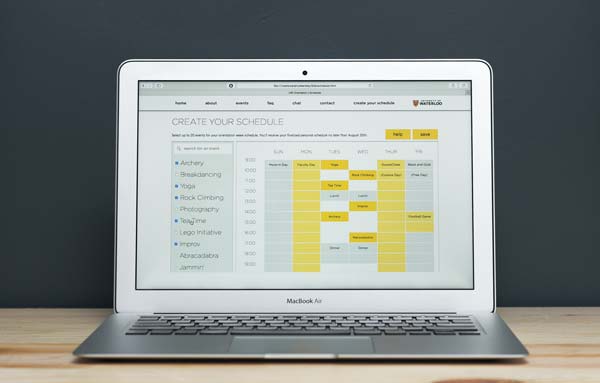 home about events faq chat contact create your schedule
WATERLOO
CREATE YOUR SCHEDULE
Select up to 20 events for your orientation week schedule. You'll receive your finalized personal schedule no later than August 30th.
help save
search for an event
Archery
Breakdancing
Yoga
Rock Climbing
Photography
Tea Time
Lego Initiative
Improv
Abracadabra
Jammin'
SUN MON TUES WED THUR FRI
9:00 Move-In Day Faculty Day Yoga Black and Gold
10:00 Rock Climbing (Free Day)
11:00 Tea Time
12:00 Lunch Lunch
13:00 Improv
14:00 Archery Football Game
15:00
16:00
17:00 Dinner Dinner
18:00
19:00
MacBook Air